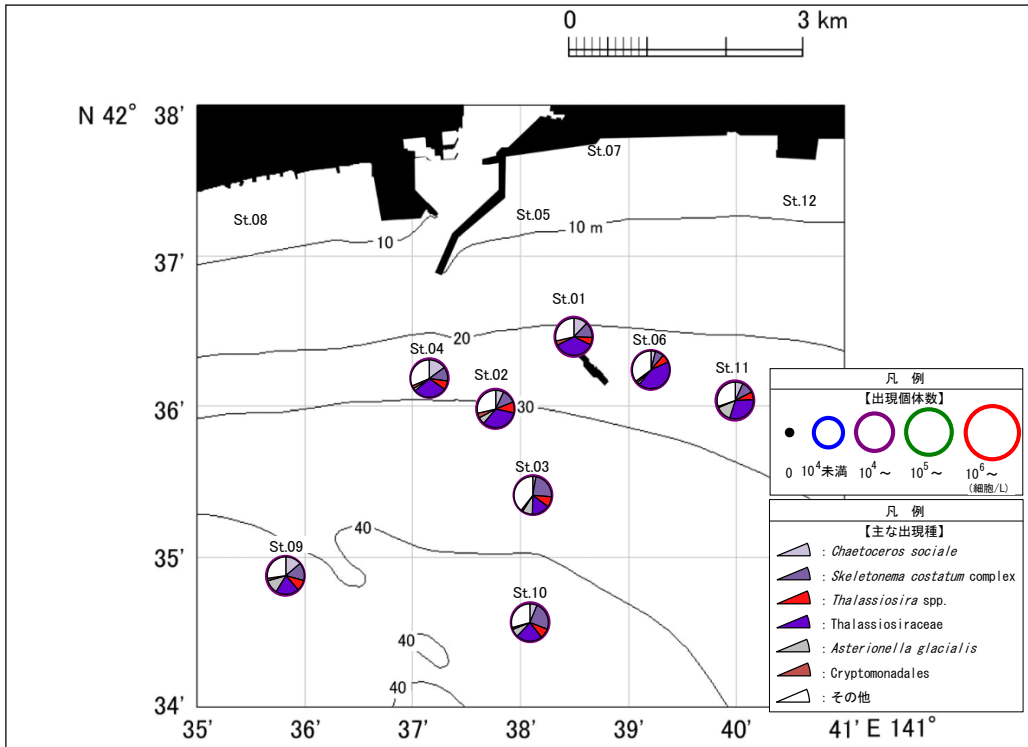 0 3 km
N 42° 38'
St.07
St.12
St.08
St.05
10
10 m
37'
St.01
20
St.04
St.06
St.02
St.11
36'
30
St.03
40
St.09
35'
St.10
40
40
34'
35' 36' 37' 38' 39' 40' 41' E 141°
凡 例
【出現個体数】
0 10⁴未満 10⁴～ 10⁵～ 10⁶～
(細胞/L)
凡 例
【主な出現種】
: Chaetoceros sociale
: Skeletonema costatum complex
: Thalassiosira spp.
: Thalassiosiraceae
: Asterionella glacialis
: Cryptomonadales
: その他